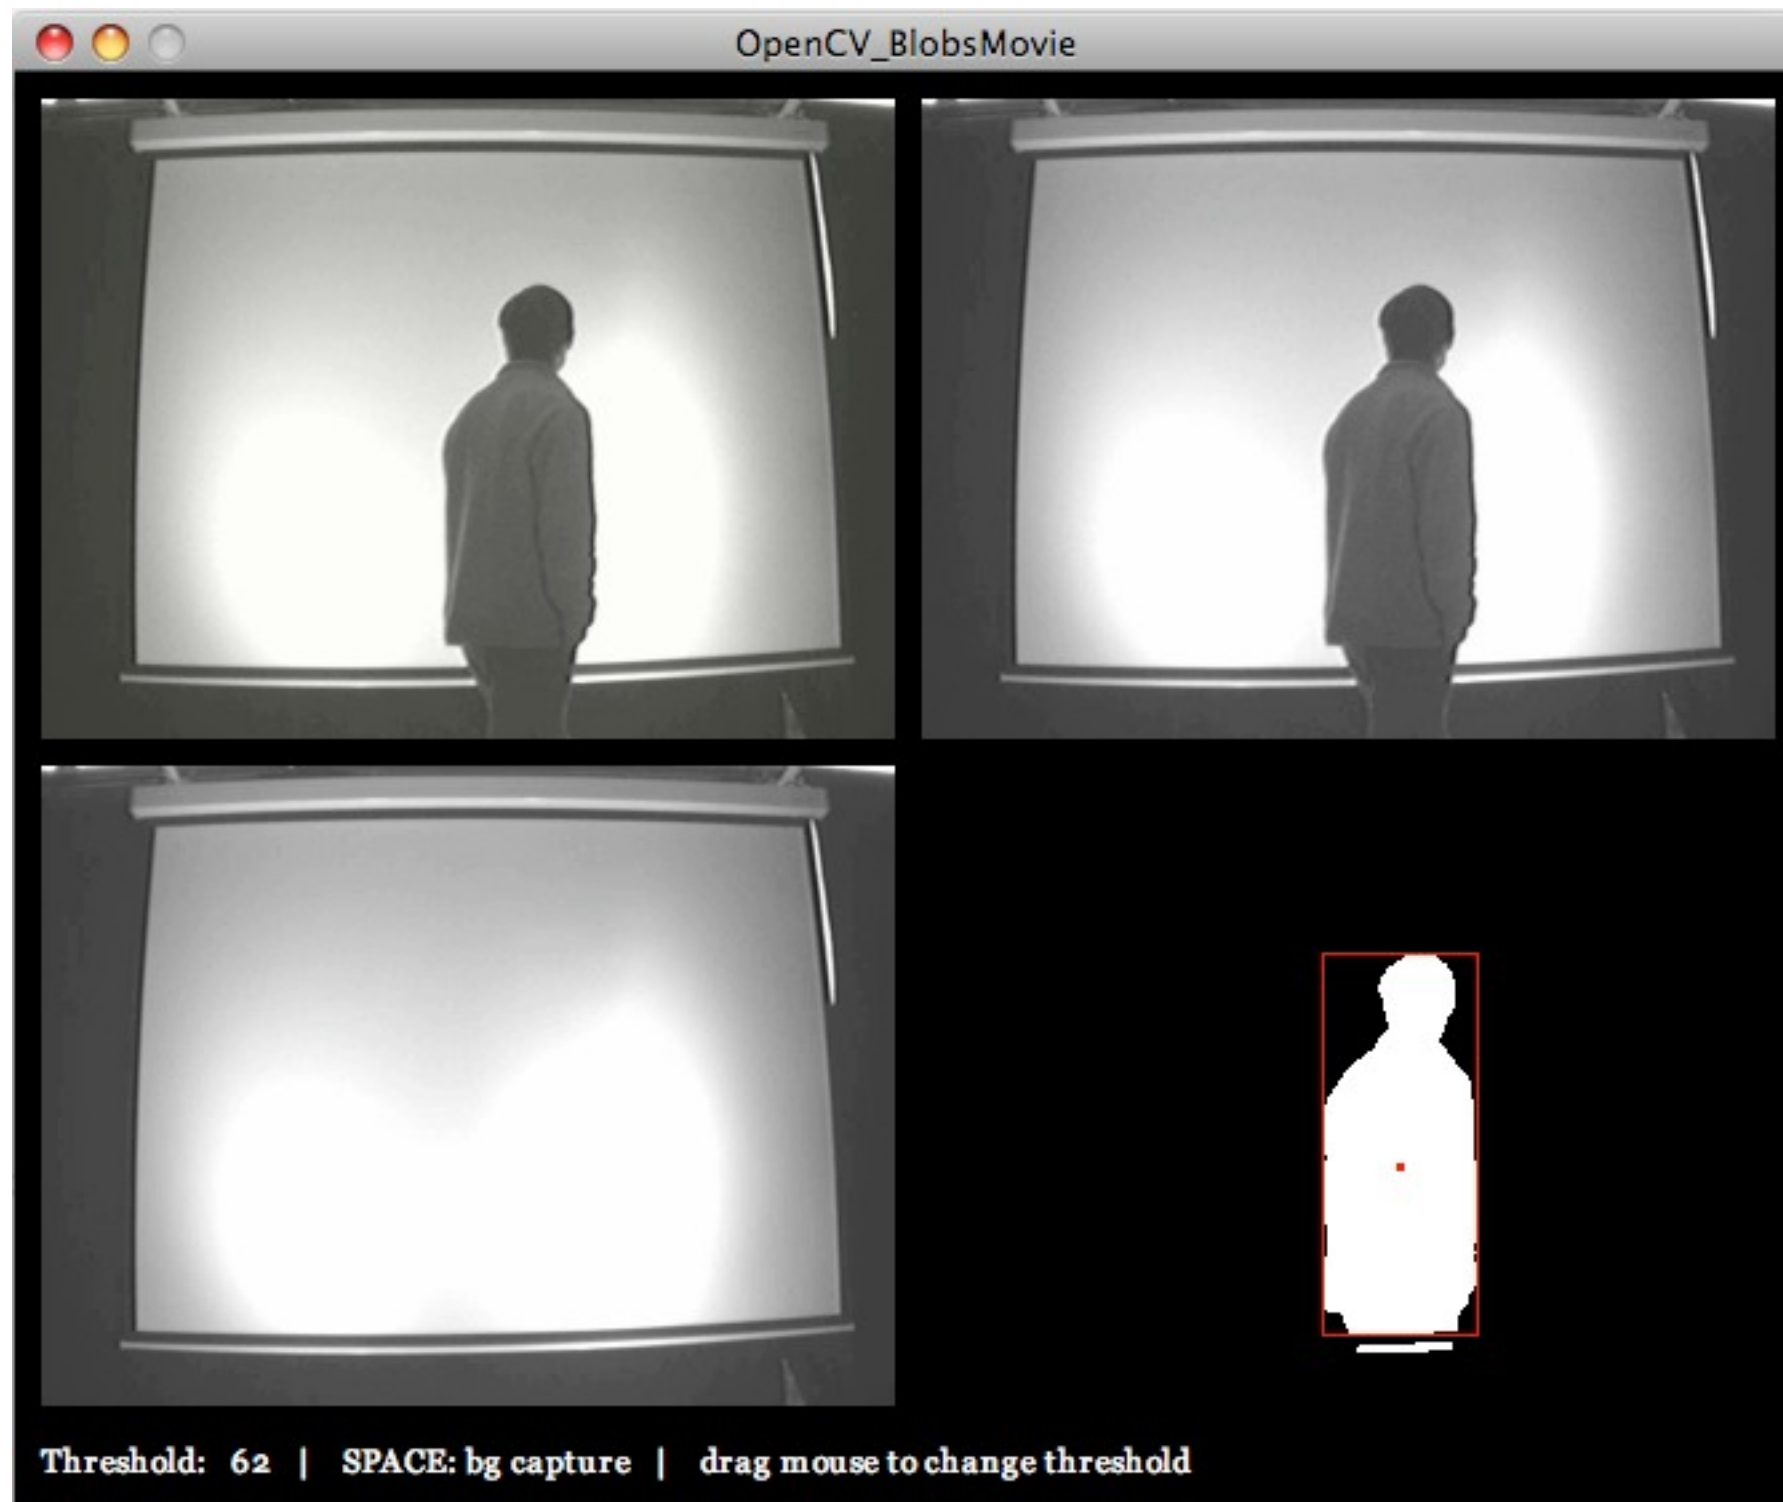 OpenCV_BlobsMovie
Threshold: 62 | SPACE: bg capture | drag mouse to change threshold